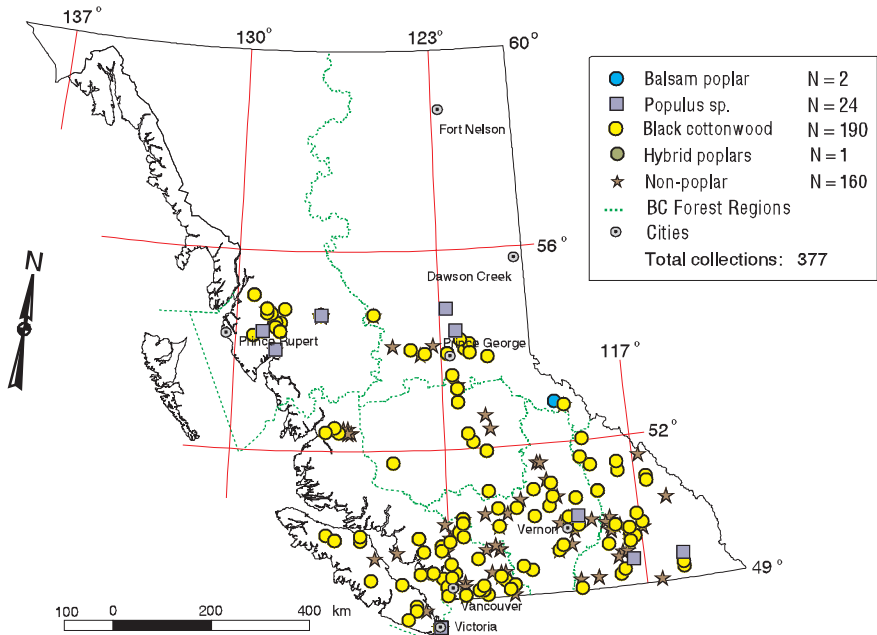 137°
130°
123°
60°
Balsam poplar N = 2
Populus sp. N = 24
Black cottonwood N = 190
Hybrid poplars N = 1
Non-poplar N = 160
BC Forest Regions
Cities
Total collections: 377
Fort Nelson
56°
Dawson Creek
N
Prince Rupert
Prince George
117°
52°
Vernon
49°
Vancouver
Victoria
100 0 200 400 km